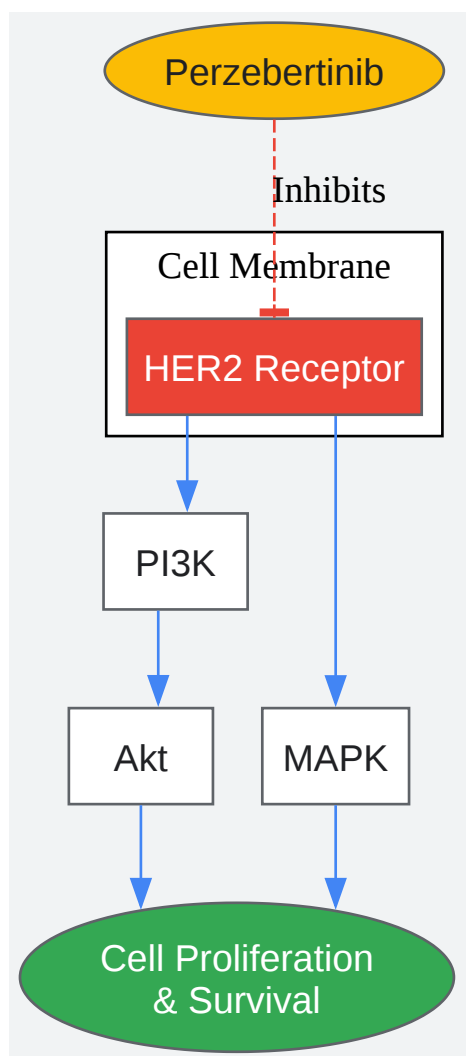 Perzebertinib
Inhibits
Cell Membrane
HER2 Receptor
PI3K
Akt
MAPK
Cell Proliferation
& Survival